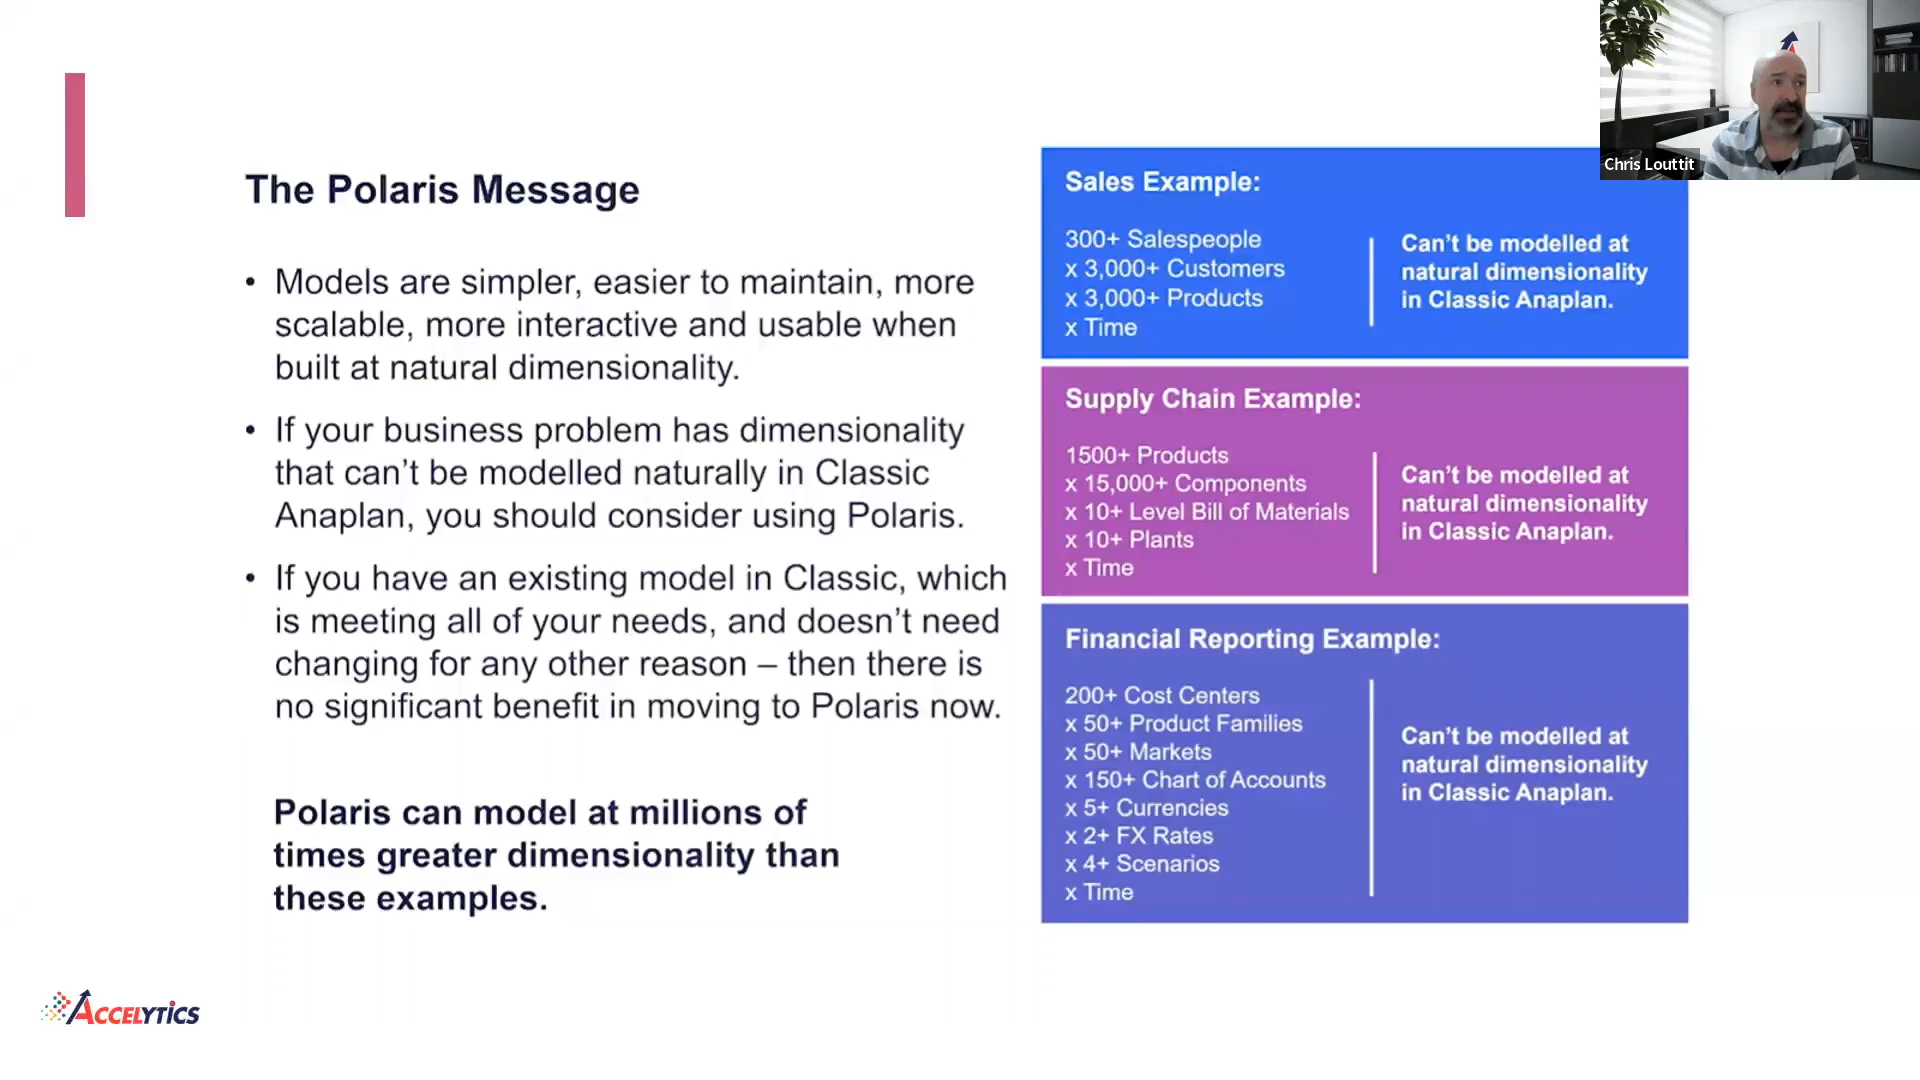 The Polaris Message
• Models are simpler, easier to maintain, more
scalable, more interactive and usable when
built at natural dimensionality.
• If your business problem has dimensionality
that can’t be modelled naturally in Classic
Anaplan, you should consider using Polaris.
• If you have an existing model in Classic, which
is meeting all of your needs, and doesn’t need
changing for any other reason – then there is
no significant benefit in moving to Polaris now.
Polaris can model at millions of
times greater dimensionality than
these examples.
Sales Example:
300+ Salespeople
x 3,000+ Customers
x 3,000+ Products
x Time
Can’t be modelled at
natural dimensionality
in Classic Anaplan.
Supply Chain Example:
1500+ Products
x 15,000+ Components
x 10+ Level Bill of Materials
x 10+ Plants
x Time
Can’t be modelled at
natural dimensionality
in Classic Anaplan.
Financial Reporting Example:
200+ Cost Centers
x 50+ Product Families
x 50+ Markets
x 150+ Chart of Accounts
x 5+ Currencies
x 2+ FX Rates
x 4+ Scenarios
x Time
Can’t be modelled at
natural dimensionality
in Classic Anaplan.
Chris Louttit
ACCELYTICS